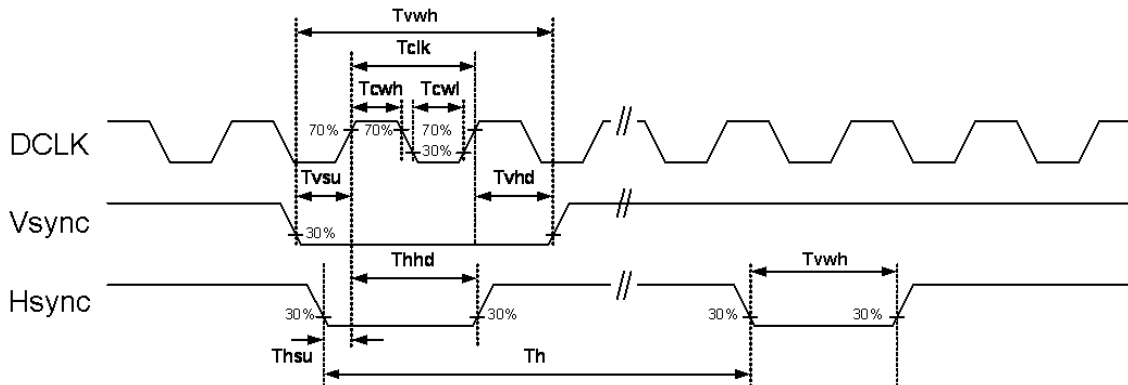 Tvwh
Tclk
Tcwh Tcwl
DCLK 70% 70% 70%
30%
Tvsu Tvhd
Vsync 30%
Thhd Tvwh
Hsync 30% 30% 30% 30%
Thsu Th